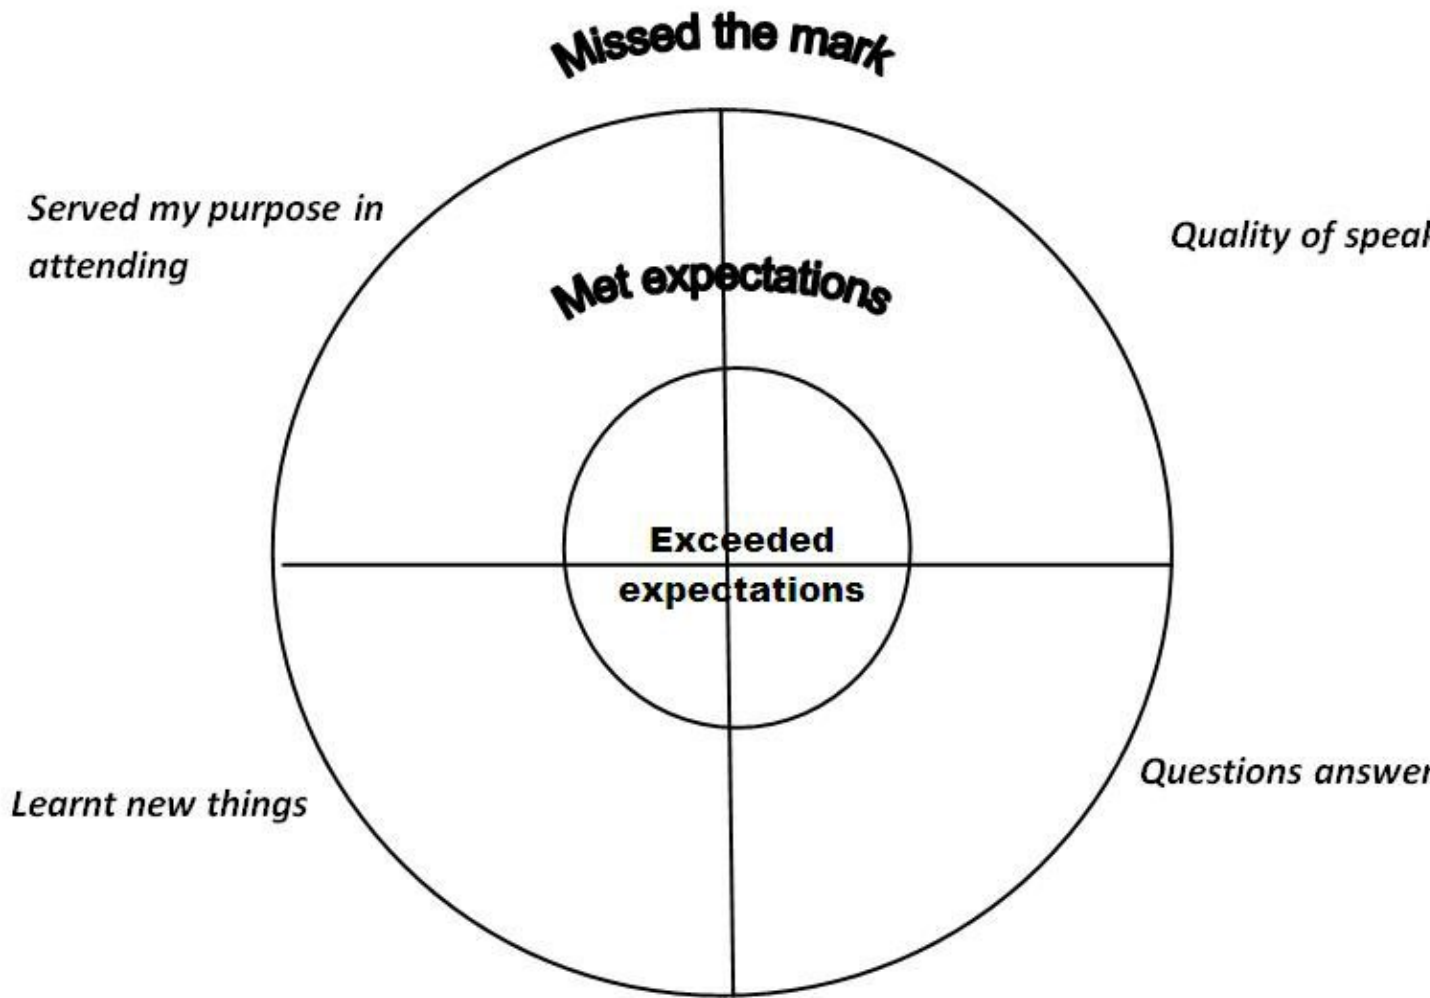 Missed the mark
Served my purpose in
attending
Quality of speak
Met expectations
Exceeded
expectations
Learnt new things
Questions answer